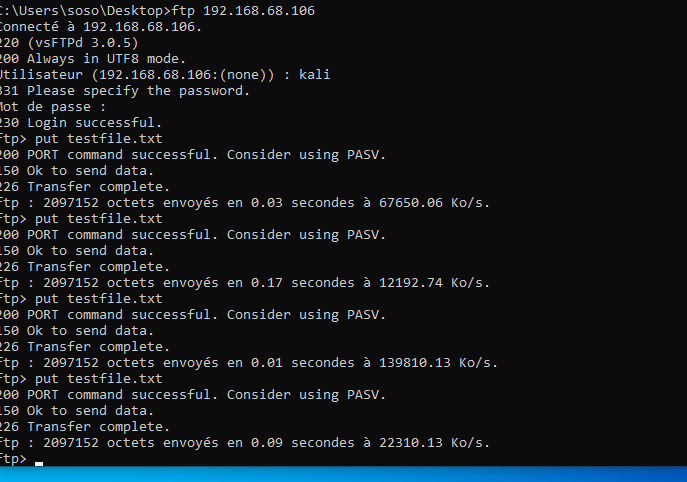 C:\Users\soso\Desktop>ftp 192.168.68.106
Connecté à 192.168.68.106.
220 (vsFTPd 3.0.5)
200 Always in UTF8 mode.
Utilisateur (192.168.68.106:(none)) : kali
331 Please specify the password.
Mot de passe :
230 Login successful.
ftp> put testfile.txt
200 PORT command successful. Consider using PASV.
150 Ok to send data.
226 Transfer complete.
ftp : 2097152 octets envoyés en 0.03 secondes à 67650.06 Ko/s.
ftp> put testfile.txt
200 PORT command successful. Consider using PASV.
150 Ok to send data.
226 Transfer complete.
ftp : 2097152 octets envoyés en 0.17 secondes à 12192.74 Ko/s.
ftp> put testfile.txt
200 PORT command successful. Consider using PASV.
150 Ok to send data.
226 Transfer complete.
ftp : 2097152 octets envoyés en 0.01 secondes à 139810.13 Ko/s.
ftp> put testfile.txt
200 PORT command successful. Consider using PASV.
150 Ok to send data.
226 Transfer complete.
ftp : 2097152 octets envoyés en 0.09 secondes à 22310.13 Ko/s.
ftp>